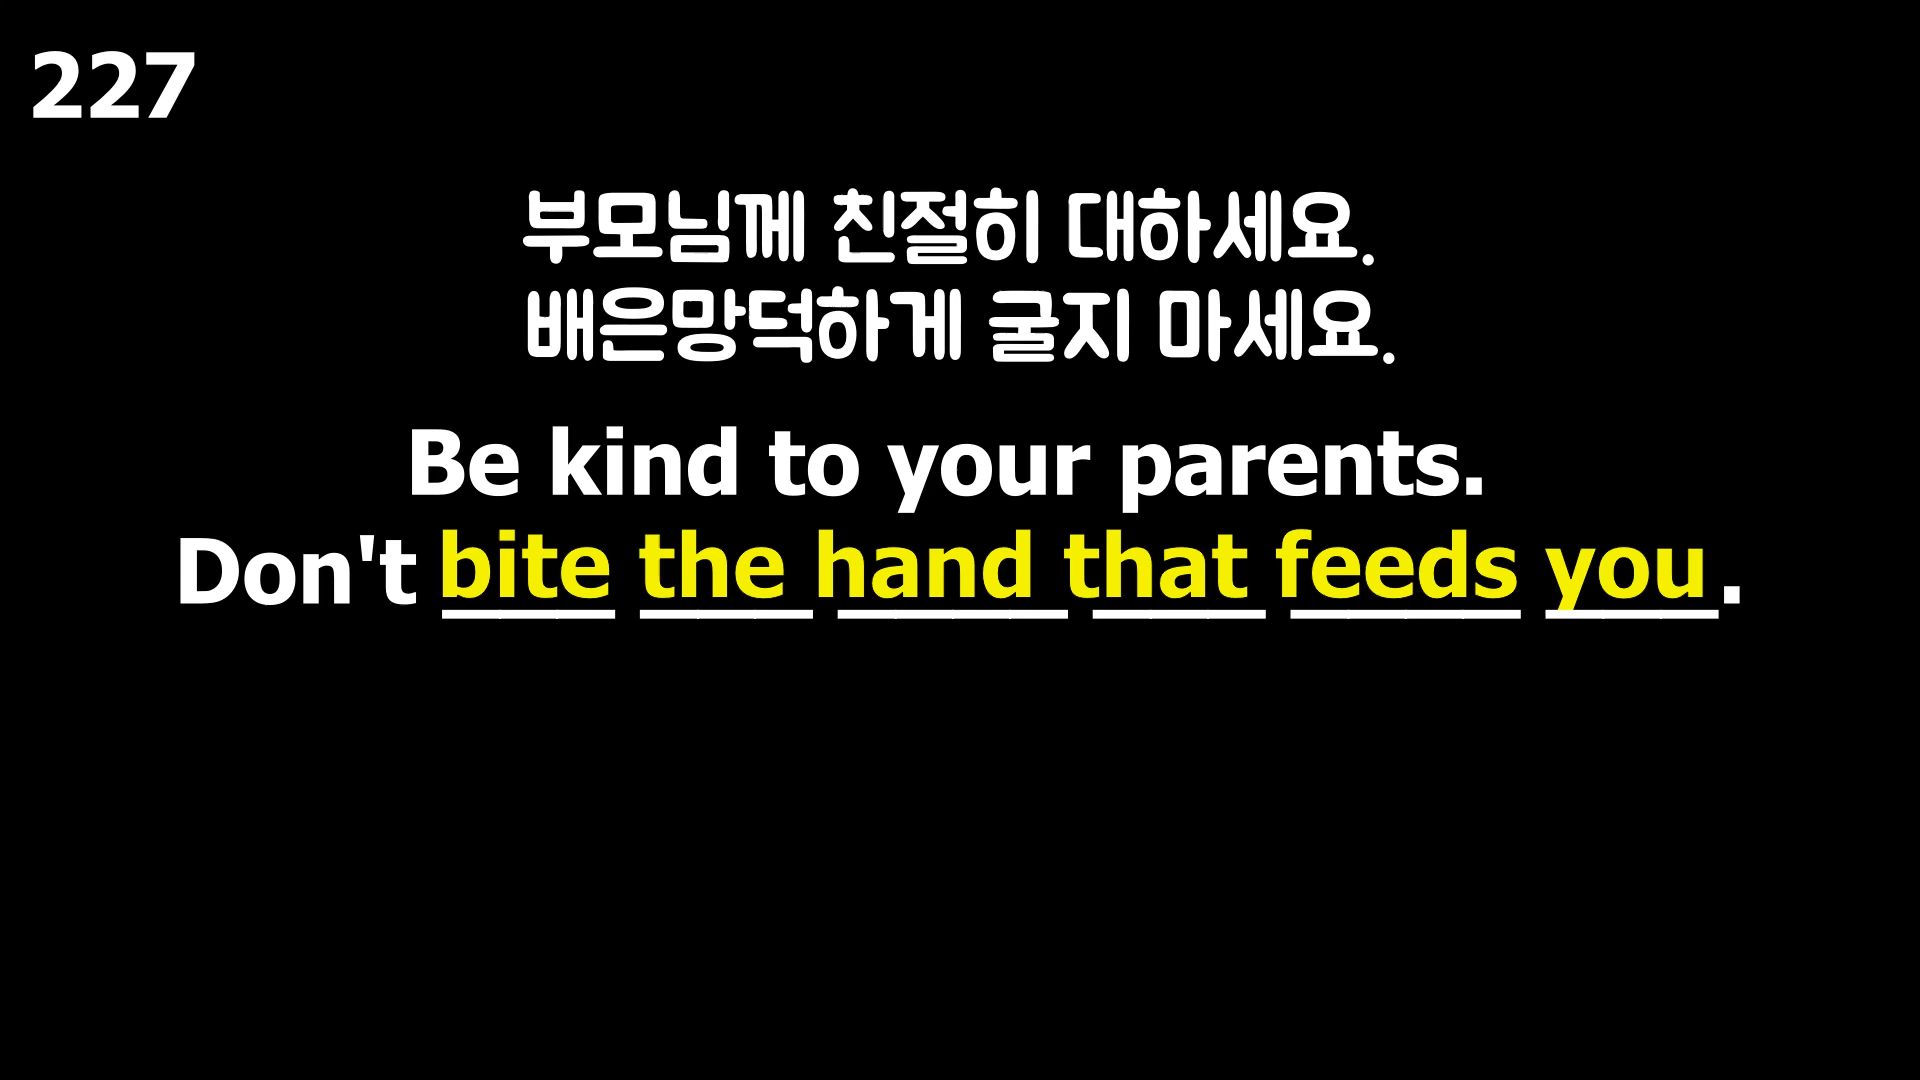 227
부모님께 친절히 대하세요.
배은망덕하게 굴지 마세요.
Be kind to your parents.
Don't bite the hand that feeds you.